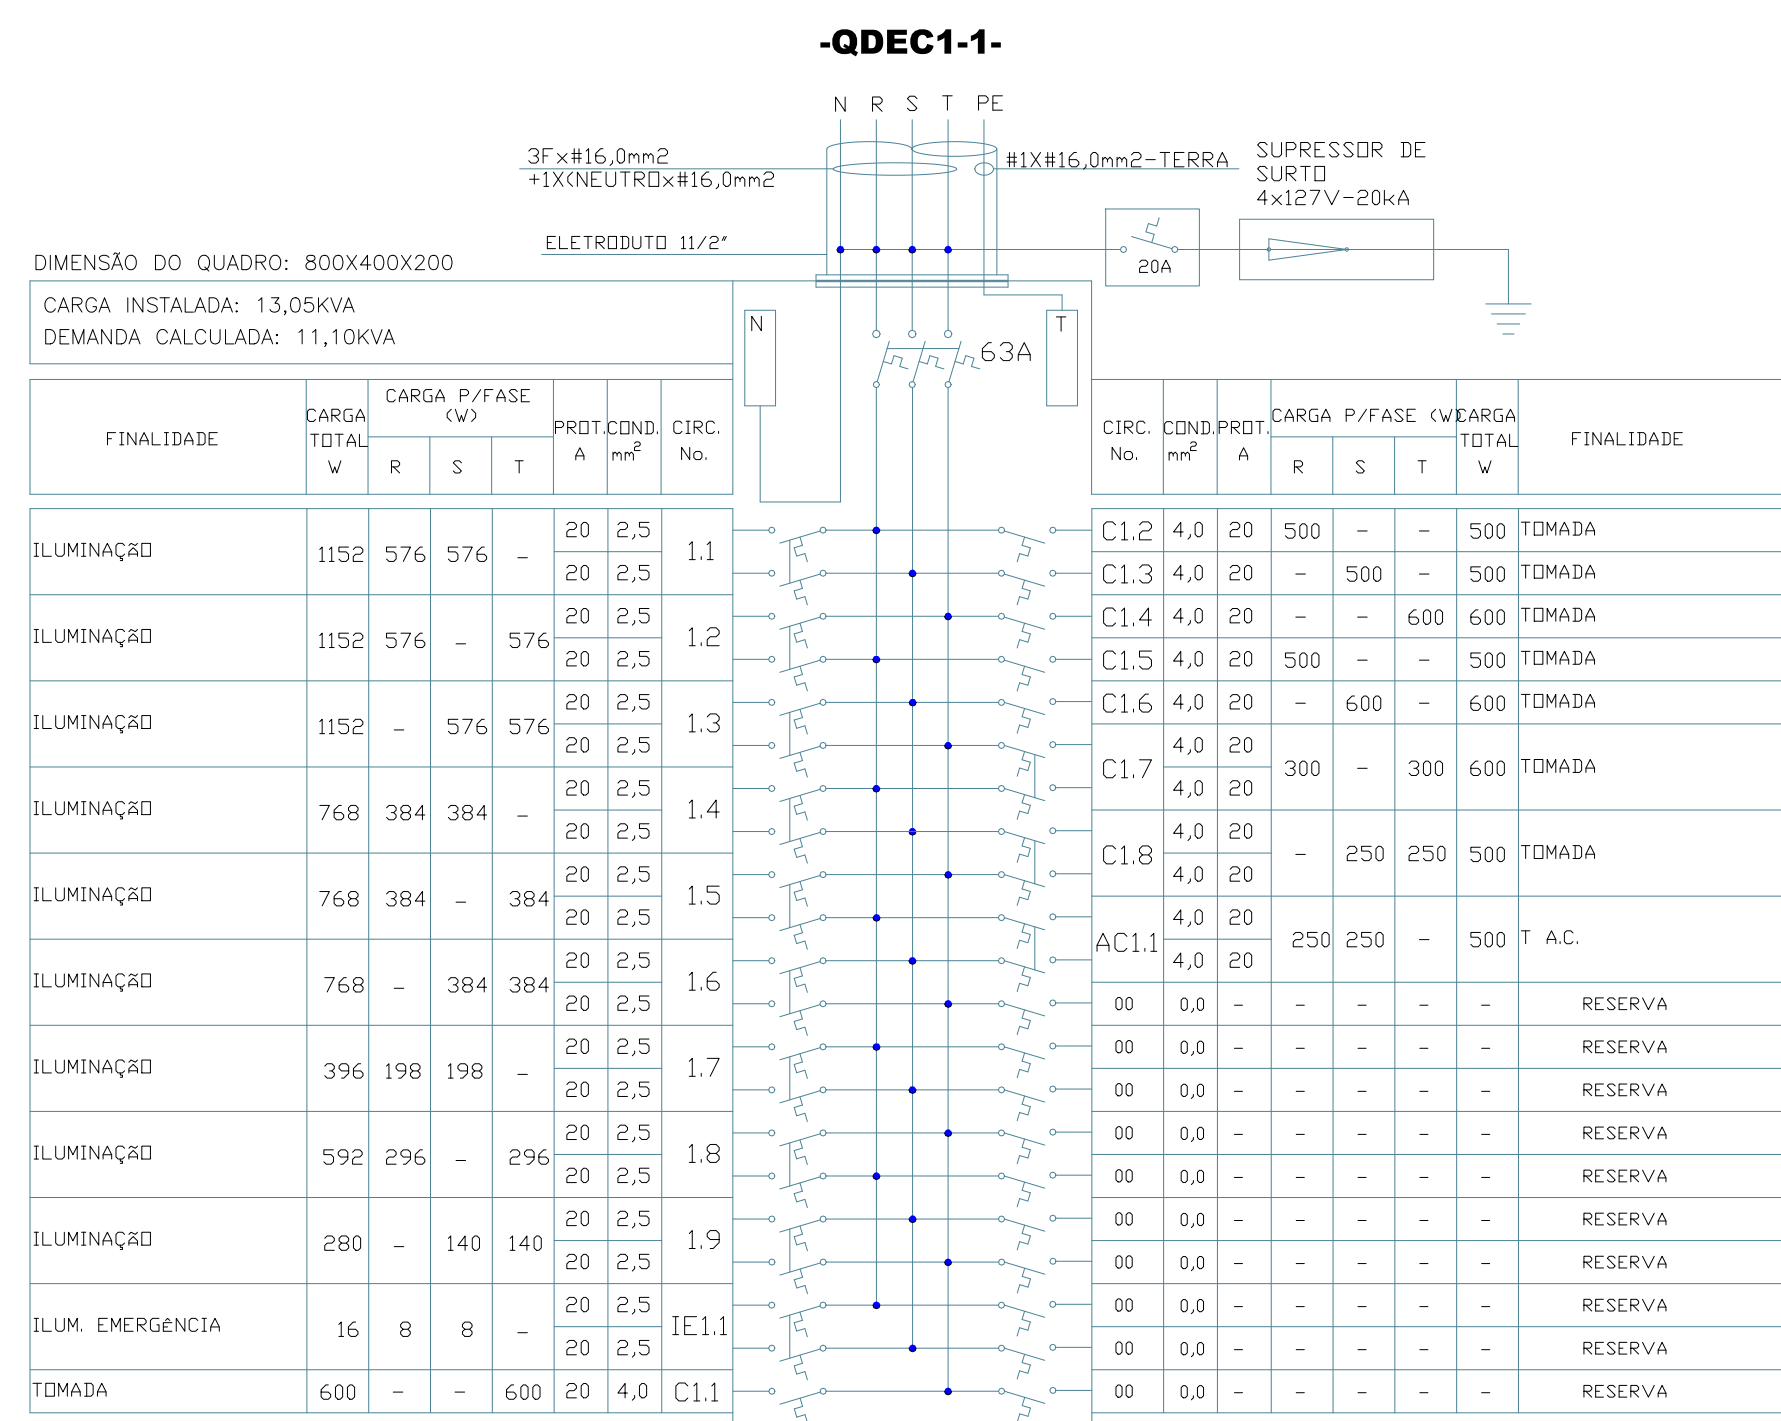 -QDEC1-1-
N R S T PE
3Fx#16,0mm2
+1X(NEUTROx#16,0mm2
#1X#16,0mm2-TERRA
SUPRESSOR DE
SURTO
4x127V-20kA
ELETRODUTO 11/2"
20A
DIMENSÃO DO QUADRO: 800X400X200
CARGA INSTALADA: 13,05KVA
DEMANDA CALCULADA: 11,10KVA
N
T
63A
FINALIDADE
CARGA
TOTAL
W
CARGA P/FASE
(W)
R S T
PROT.
A
COND.
mm2
CIRC.
No.
CIRC.
No.
COND.
mm2
PROT.
A
CARGA P/FASE (W)
R S T
CARGA
TOTAL
W
FINALIDADE
ILUMINAÇãO 1152 576 576 - 20 2,5 1.1
20 2,5
ILUMINAÇãO 1152 576 - 576 20 2,5 1.2
20 2,5
ILUMINAÇãO 1152 - 576 576 20 2,5 1.3
20 2,5
ILUMINAÇãO 768 384 384 - 20 2,5 1.4
20 2,5
ILUMINAÇãO 768 384 - 384 20 2,5 1.5
20 2,5
ILUMINAÇãO 768 - 384 384 20 2,5 1.6
20 2,5
ILUMINAÇãO 396 198 198 - 20 2,5 1.7
20 2,5
ILUMINAÇãO 592 296 - 296 20 2,5 1.8
20 2,5
ILUMINAÇãO 280 - 140 140 20 2,5 1.9
20 2,5
ILUM. EMERGêNCIA 16 8 8 - 20 2,5 IE1.1
20 2,5
TOMADA 600 - - 600 20 4,0 C1.1
C1.2 4,0 20 500 - - 500 TOMADA
C1.3 4,0 20 - 500 - 500 TOMADA
C1.4 4,0 20 - - 600 600 TOMADA
C1.5 4,0 20 500 - - 500 TOMADA
C1.6 4,0 20 - 600 - 600 TOMADA
C1.7 4,0 20 300 - 300 600 TOMADA
4,0 20
C1.8 4,0 20 - 250 250 500 TOMADA
4,0 20
AC1.1 4,0 20 250 250 - 500 T A.C.
4,0 20
00 0,0 - - - - - RESERVA
00 0,0 - - - - - RESERVA
00 0,0 - - - - - RESERVA
00 0,0 - - - - - RESERVA
00 0,0 - - - - - RESERVA
00 0,0 - - - - - RESERVA
00 0,0 - - - - - RESERVA
00 0,0 - - - - - RESERVA
00 0,0 - - - - - RESERVA
00 0,0 - - - - - RESERVA